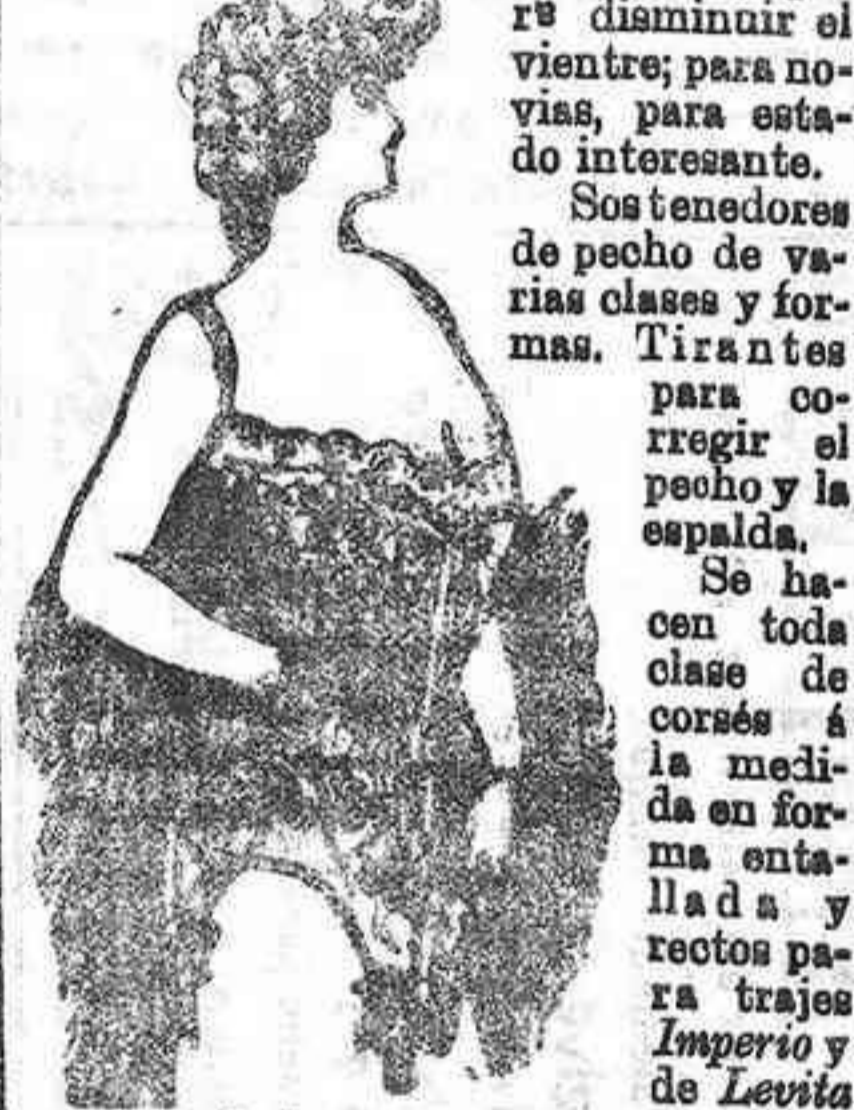 ra disminuir el
vientre; para no-
vias, para esta-
do interesante.
Sostenedores
de pecho de va-
rias clases y for-
mas. Tirantes
para co-
rregir el
pecho y la
espalda.
Se ha-
cen toda
clase de
corsés á
la medi-
da en for-
ma enta-
llada y
rectos pa-
ra trajes
Imperio y
de Levita